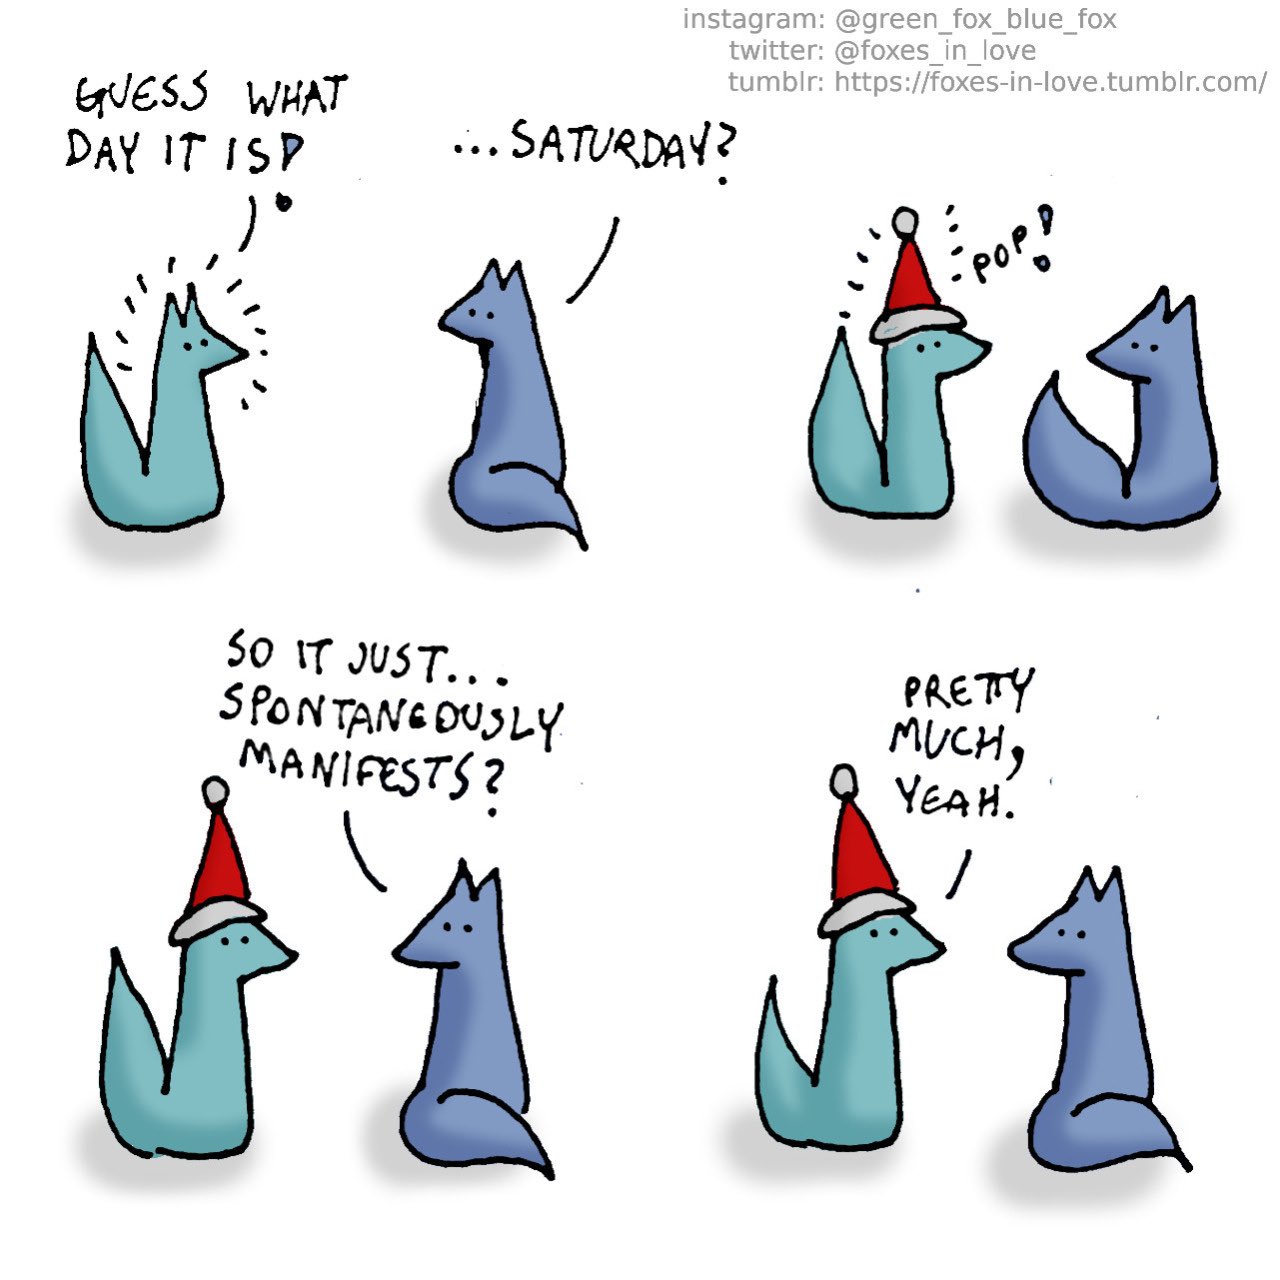 instagram: @green_fox_blue_fox
twitter: @foxes_in_love
tumblr: https://foxes-in-love.tumblr.com/
GUESS WHAT
DAY IT IS!
...SATURDAY?
POP!
SO IT JUST...
SPONTANEOUSLY
MANIFESTS?
PRETTY
MUCH,
YEAH.